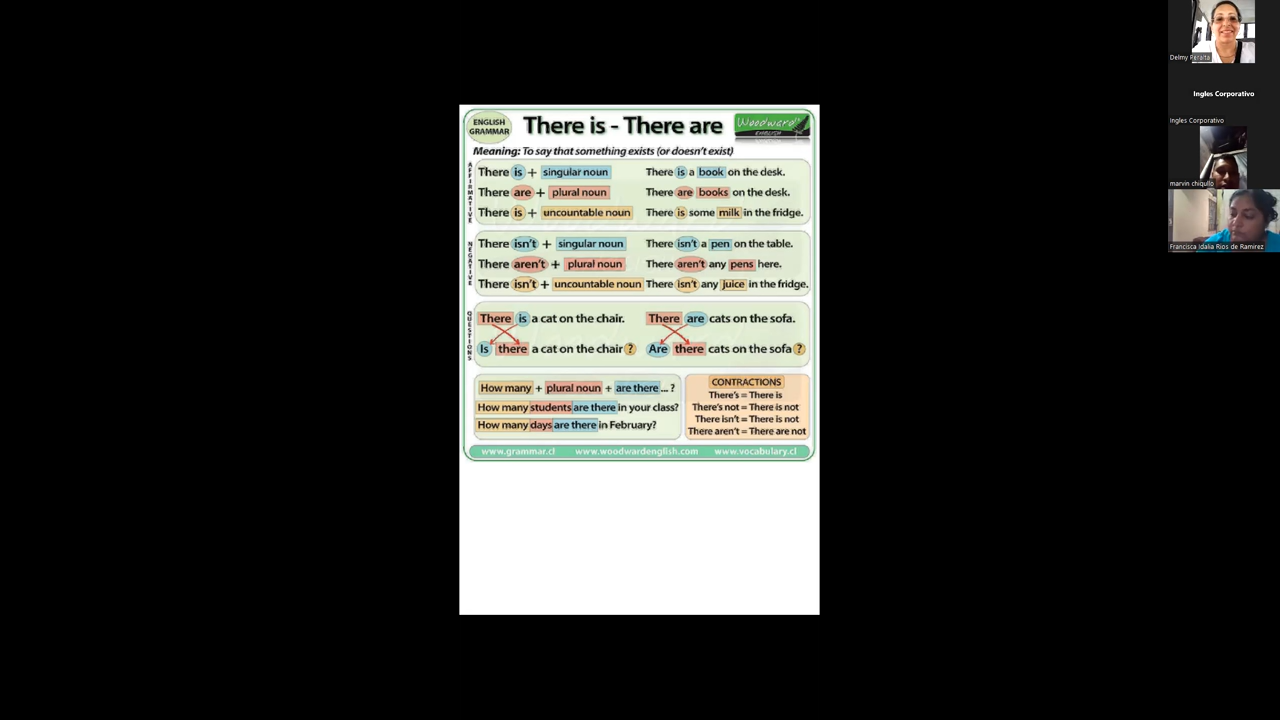 ENGLISH
GRAMMAR
There is - There are
Woodward
ENGLISH
Meaning: To say that something exists (or doesn't exist)
AFFIRMATIVE
There is + singular noun There is a book on the desk.
There are + plural noun There are books on the desk.
There is + uncountable noun There is some milk in the fridge.
NEGATIVE
There isn't + singular noun There isn't a pen on the table.
There aren't + plural noun There aren't any pens here.
There isn't + uncountable noun There isn't any juice in the fridge.
QUESTIONS
There is a cat on the chair. There are cats on the sofa.
Is there a cat on the chair ? Are there cats on the sofa ?
How many + plural noun + are there ... ?
How many students are there in your class?
How many days are there in February?
CONTRACTIONS
There's = There is
There's not = There is not
There isn't = There is not
There aren't = There are not
www.grammar.cl www.woodwardenglish.com www.vocabulary.cl
Delmy Peralta
Ingles Corporativo
Ingles Corporativo
marvin chiqullo
Francisca Idalia Rios de Ramirez